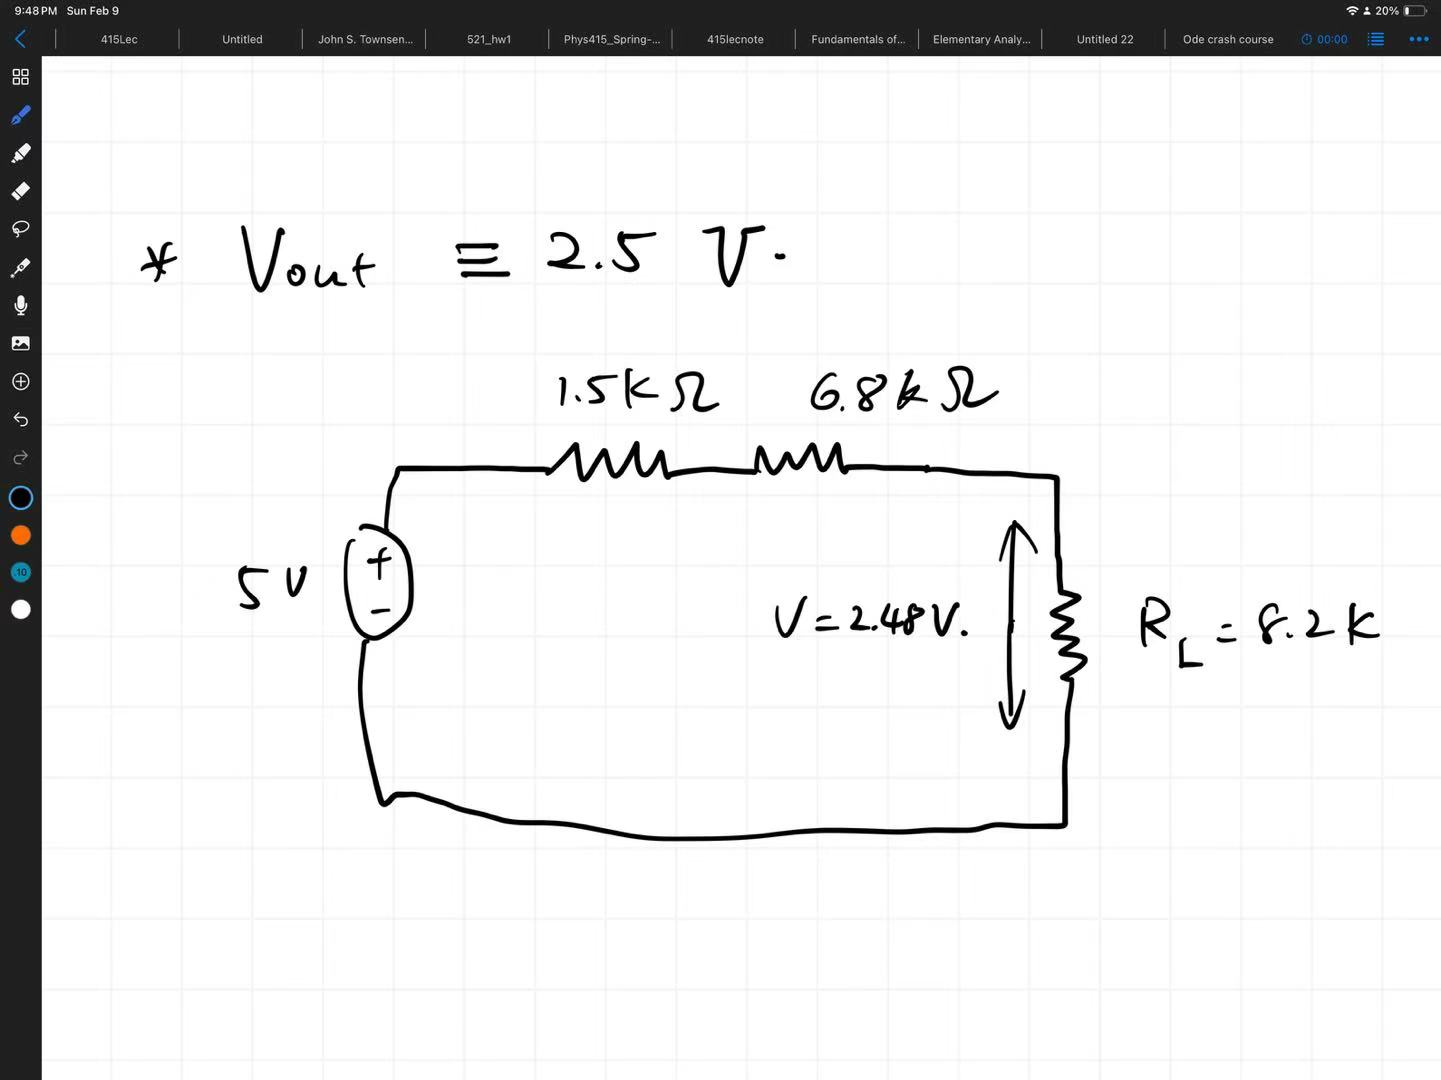 9:48 PM Sun Feb 9
20%
415Lec
Untitled
John S. Townsen...
521_hw1
Phys415_Spring-...
415lecnote
Fundamentals of...
Elementary Analy...
Untitled 22
Ode crash course
00:00
* Vout ≡ 2.5 V.
1.5kΩ 6.8kΩ
5V
+
-
V = 2.48V.
R_L = 8.2K
.10